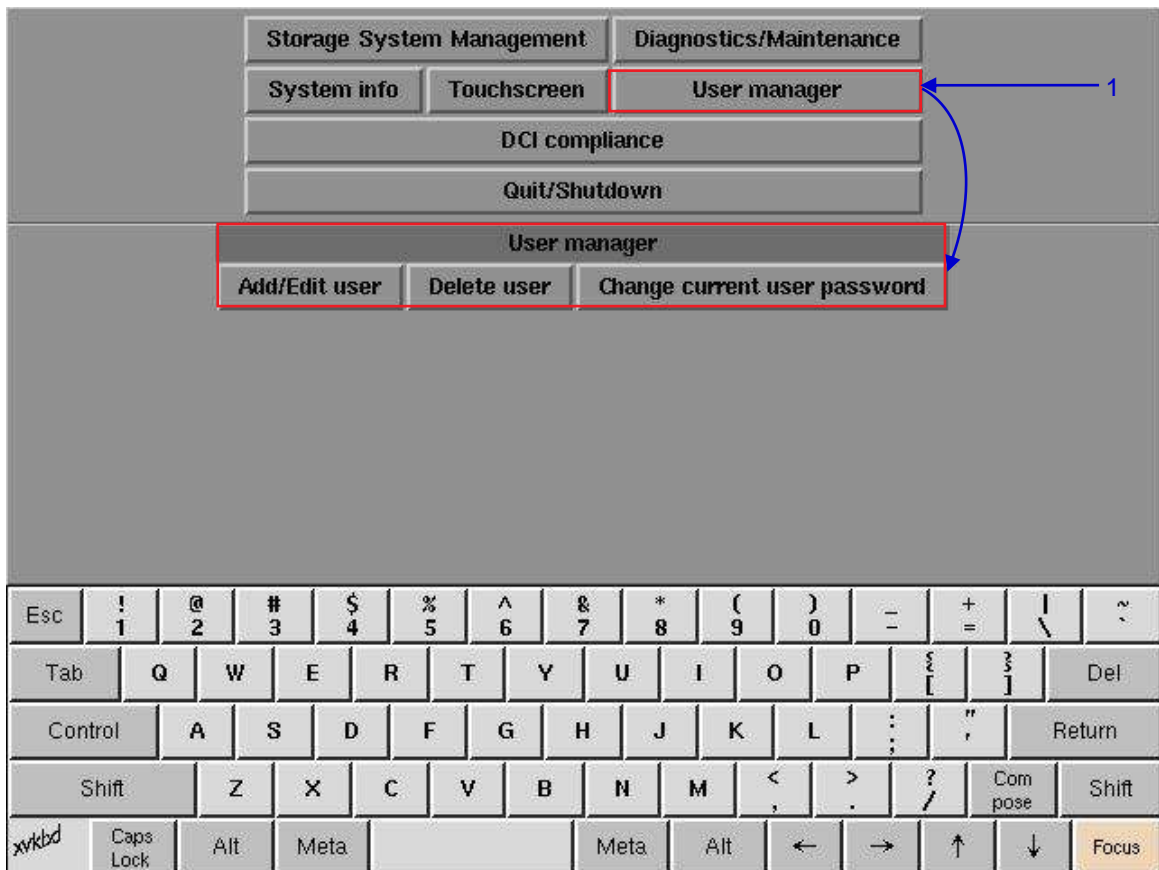 Storage System Management Diagnostics/Maintenance
System info Touchscreen User manager 1
DCI compliance
Quit/Shutdown
User manager
Add/Edit user Delete user Change current user password
Esc ! @ # $ % ^ & * ( ) _ + | ~
1 2 3 4 5 6 7 8 9 0 - = \ `
Tab Q W E R T Y U I O P { } Del
[ ]
Control A S D F G H J K L : " Return
; '
Shift Z X C V B N M < > ? Com Shift
, . / pose
xvkbd Caps Alt Meta Meta Alt ← → ↑ ↓ Focus
Lock